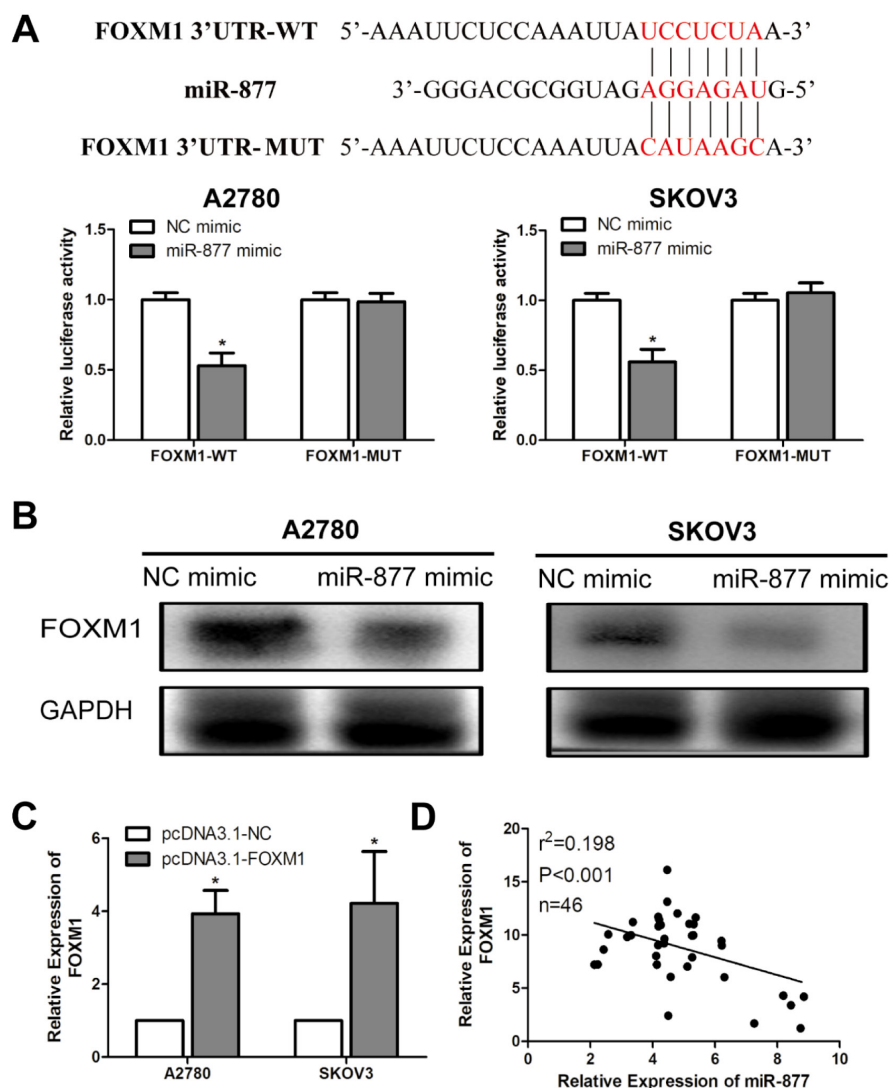 A
FOXM1 3’UTR-WT 5’-AAAUUCUCCAAAUUAUCCUCUAA-3’
miR-877 3’-GGGACGCGGUAGAGGAGAUG-5’
FOXM1 3’UTR-MUT 5’-AAAUUCUCCAAAUUACAUAAGCA-3’
A2780
NC mimic
miR-877 mimic
Relative luciferase activity
1.5
1.0
0.5
0.0
*
FOXM1-WT FOXM1-MUT
SKOV3
NC mimic
miR-877 mimic
Relative luciferase activity
1.5
1.0
0.5
0.0
*
FOXM1-WT FOXM1-MUT
B
A2780 SKOV3
NC mimic miR-877 mimic NC mimic miR-877 mimic
FOXM1
GAPDH
C
pcDNA3.1-NC
pcDNA3.1-FOXM1
Relative Expression of
FOXM1
6
4
2
0
* *
A2780 SKOV3
D
r²=0.198
P<0.001
n=46
Relative Expression of
FOXM1
20
15
10
5
0
0 2 4 6 8 10
Relative Expression of miR-877